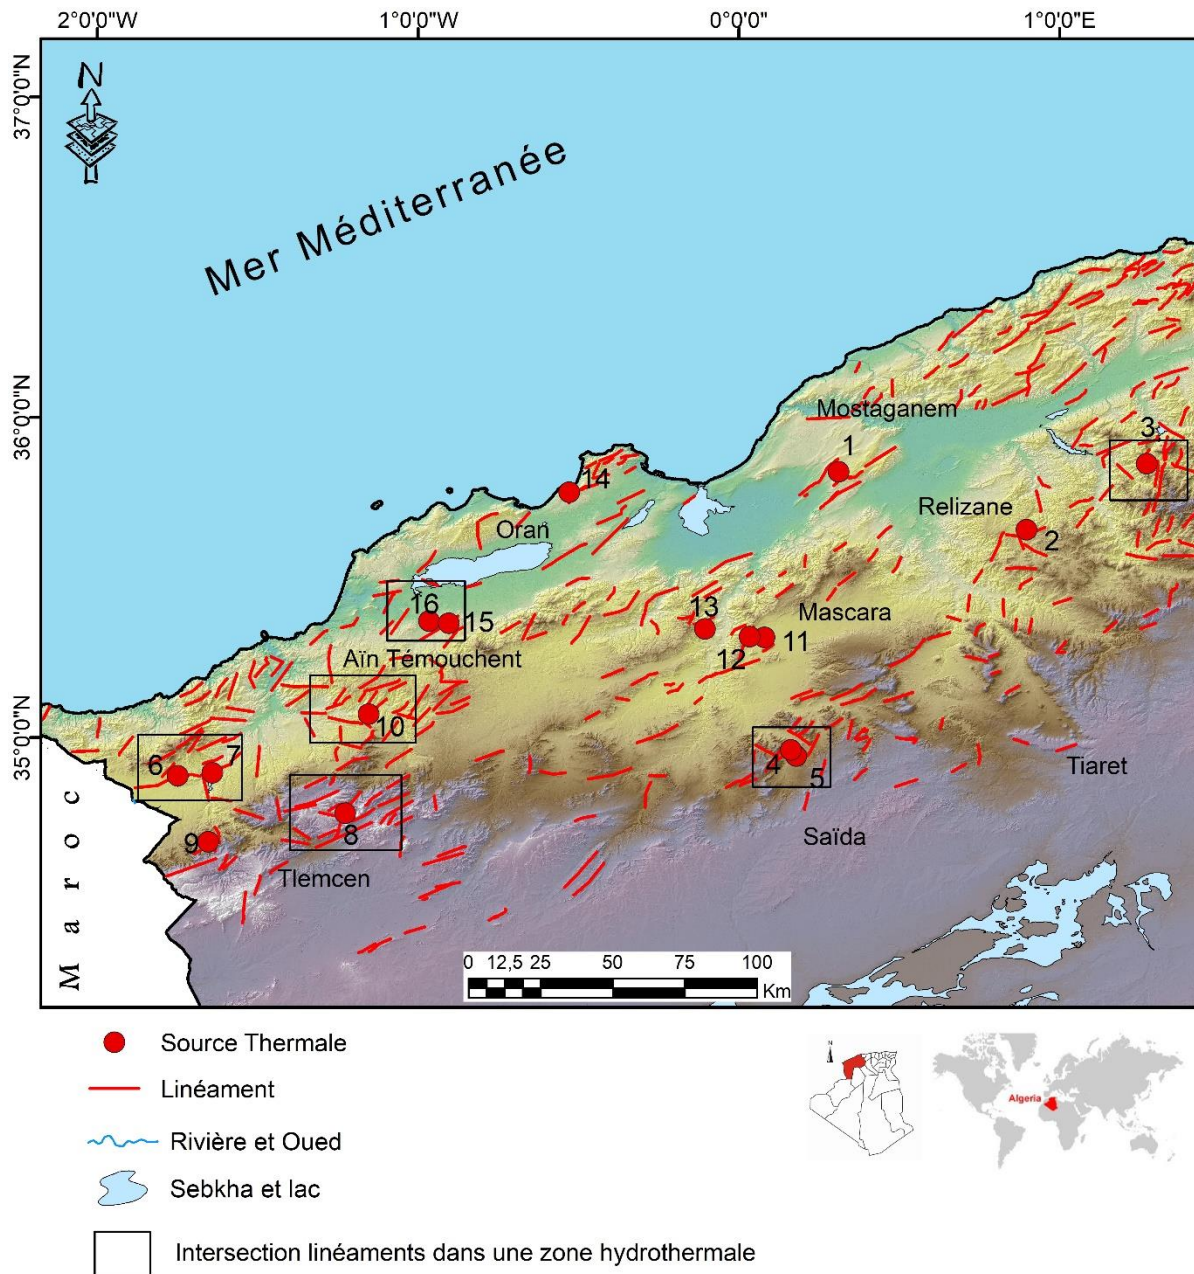 2°0'0"W 1°0'0"W 0°0'0" 1°0'0"E
37°0'0"N
N
Mer Méditerranée
36°0'0"N
Mostaganem
3
1
14
Relizane
Oran
2
13
Mascara
16
15
12
11
Aïn Témouchent
35°0'0"N
10
6
7
4
5
Tiaret
9
8
Saïda
Tlemcen
Maroc
0 12,5 25 50 75 100
Km
Source Thermale
Linéament
Rivière et Oued
Sebkha et lac
Intersection linéaments dans une zone hydrothermale
N
Algeria